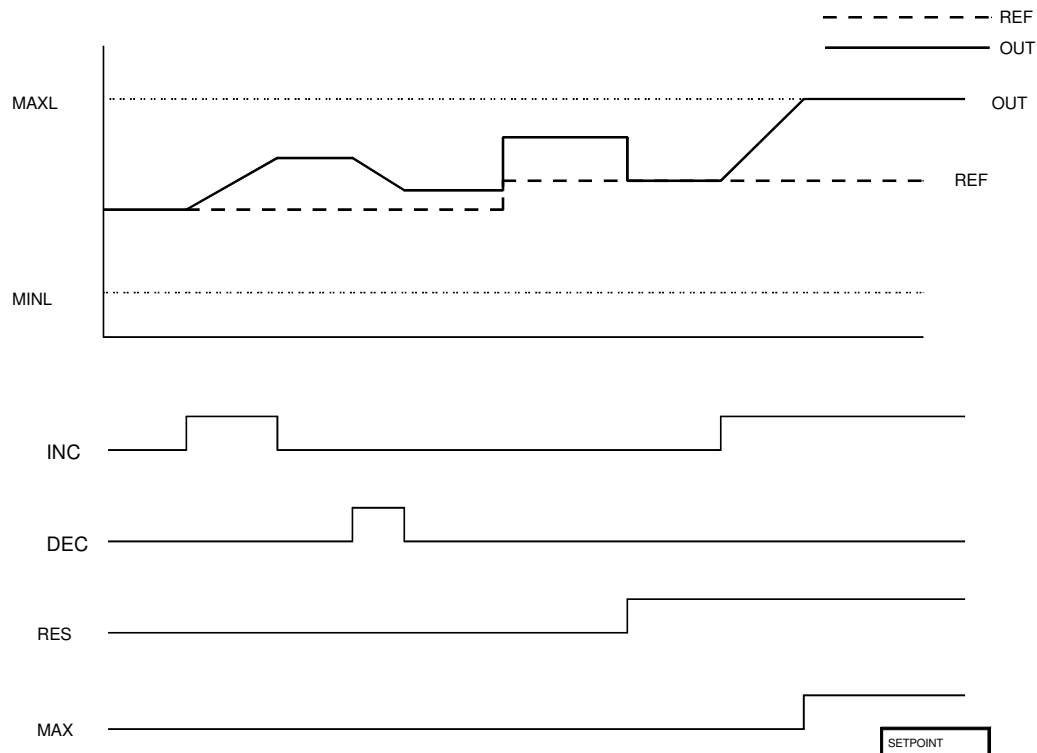 REF
OUT
MAXL
OUT
REF
MINL
INC
DEC
RES
MAX
SETPOINT